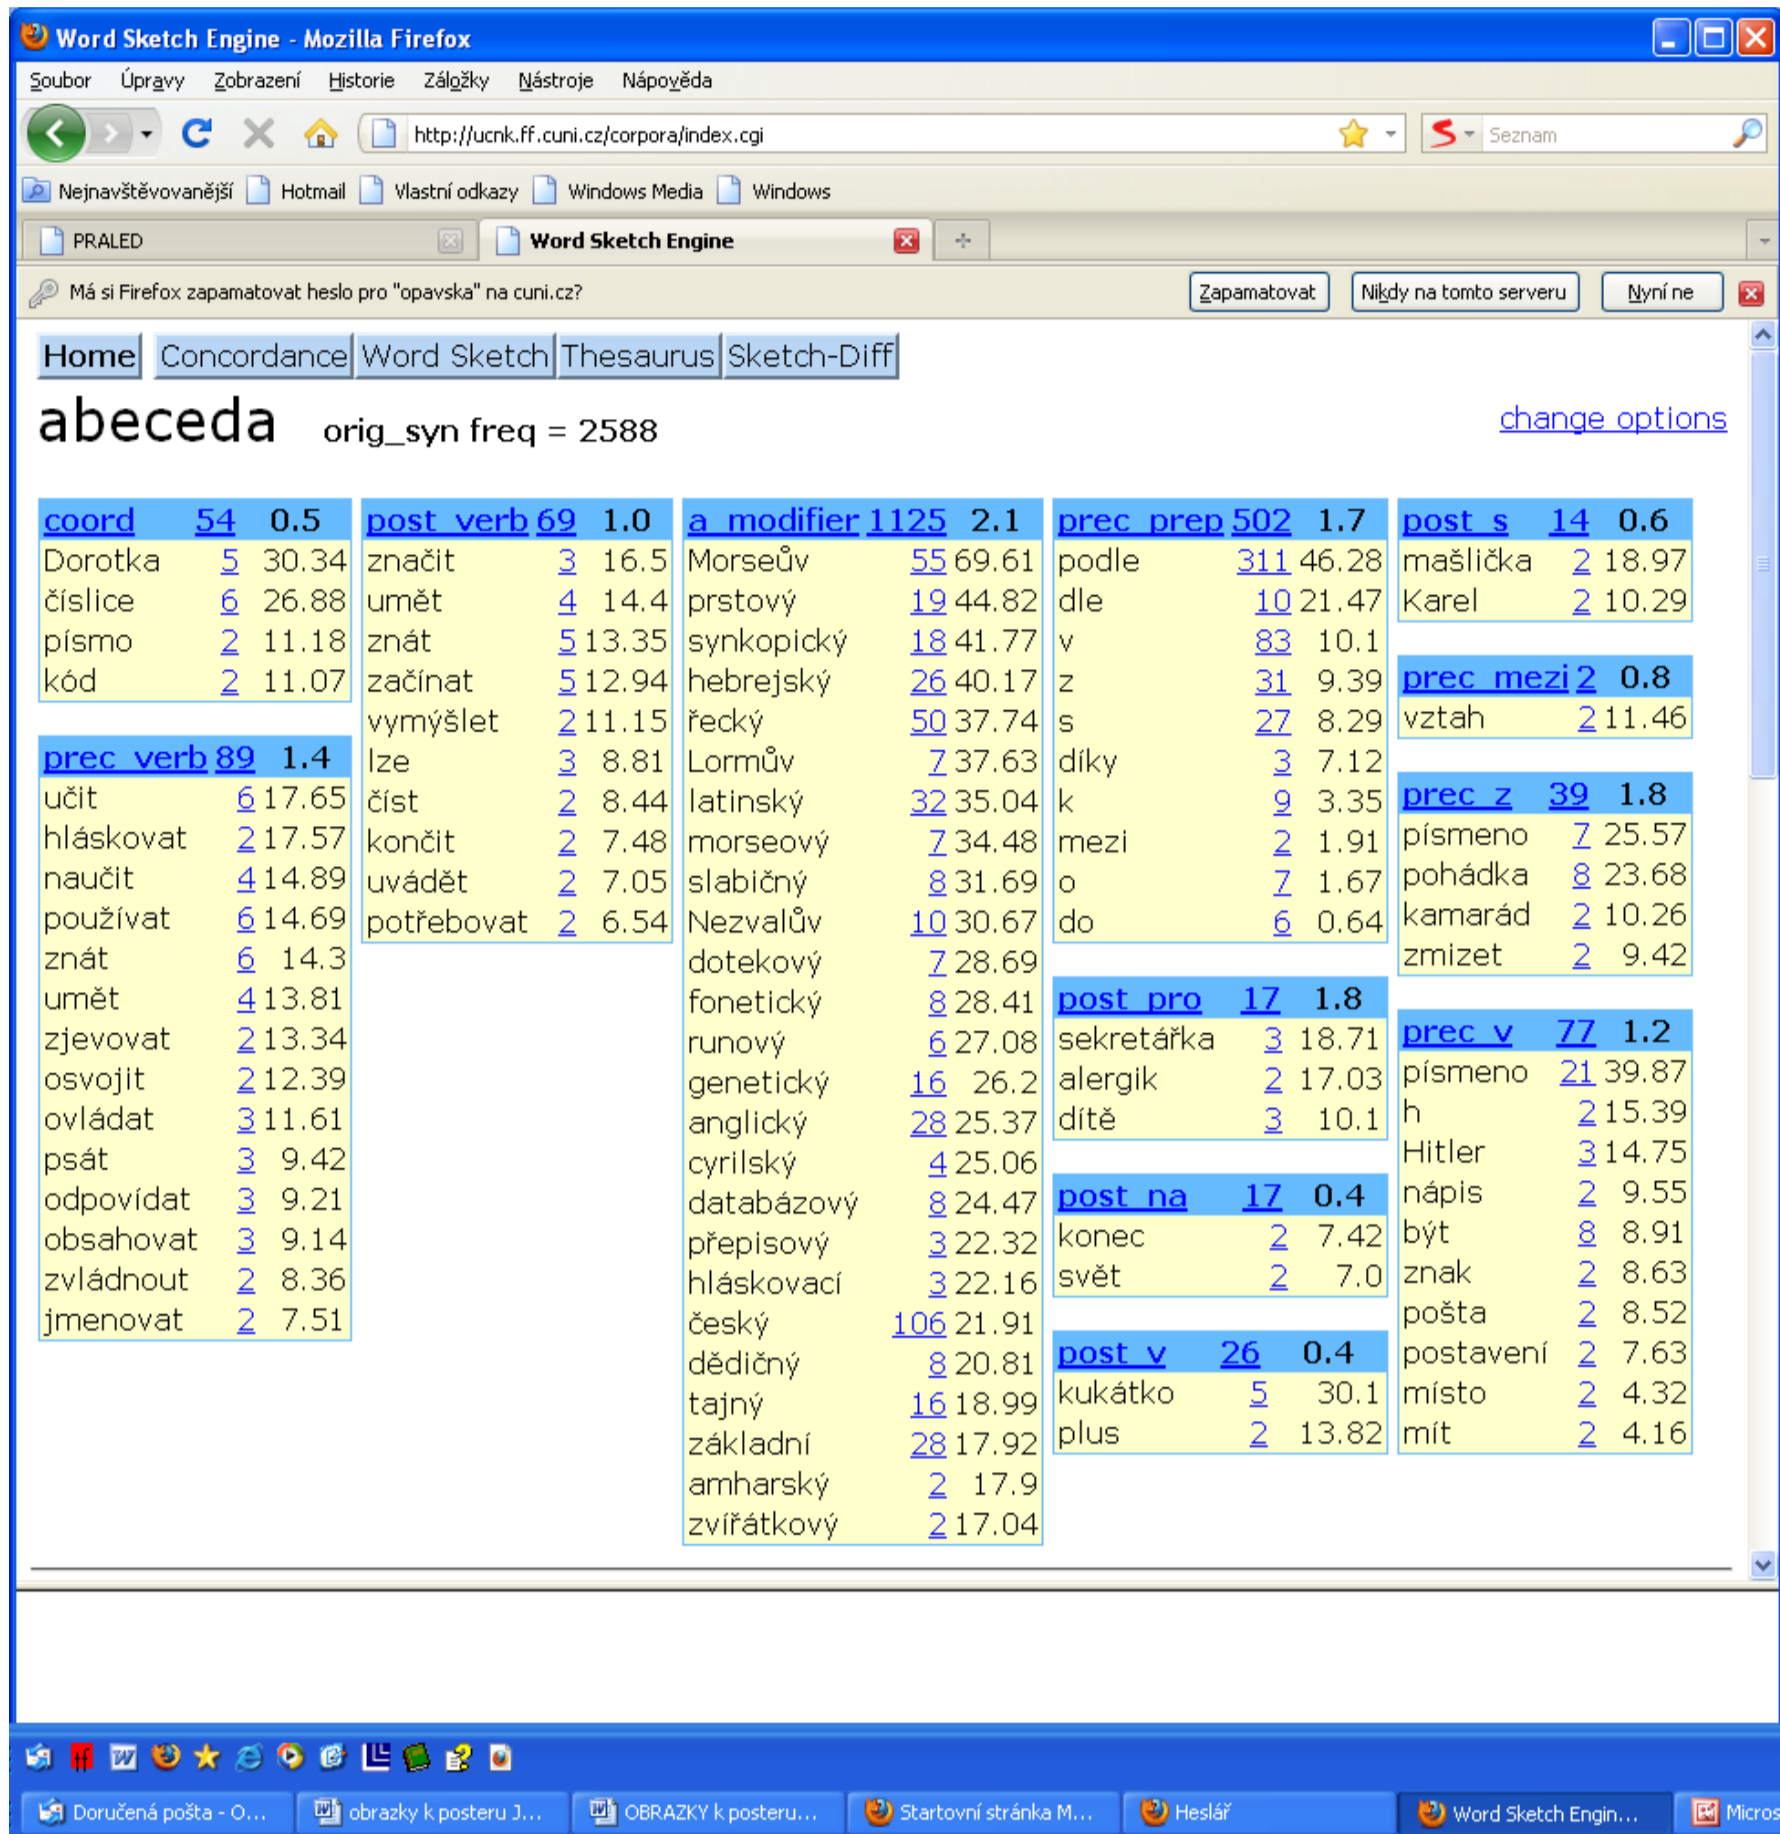 Word Sketch Engine - Mozilla Firefox
Soubor Úpravy Zobrazení Historie Záložky Nástroje Nápověda
http://ucnk.ff.cuni.cz/corpora/index.cgi Seznam
Nejnavštěvovanější Hotmail Vlastní odkazy Windows Media Windows
PRALED Word Sketch Engine
Má si Firefox zapamatovat heslo pro "opavska" na cuni.cz? Zapamatovat Nikdy na tomto serveru Nyní ne
Home Concordance Word Sketch Thesaurus Sketch-Diff
abeceda orig_syn freq = 2588 change options
coord 54 0.5
Dorotka 5 30.34
číslice 6 26.88
písmo 2 11.18
kód 2 11.07
prec_verb 89 1.4
učit 6 17.65
hláskovat 2 17.57
naučit 4 14.89
používat 6 14.69
znát 6 14.3
umět 4 13.81
zjevovat 2 13.34
osvojit 2 12.39
ovládat 3 11.61
psát 3 9.42
odpovídat 3 9.21
obsahovat 3 9.14
zvládnout 2 8.36
jmenovat 2 7.51
post_verb 69 1.0
značit 3 16.5
umět 4 14.4
znát 5 13.35
začínat 5 12.94
vymýšlet 2 11.15
lze 3 8.81
číst 2 8.44
končit 2 7.48
uvádět 2 7.05
potřebovat 2 6.54
a_modifier 1125 2.1
Morseův 55 69.61
prstový 19 44.82
synkopický 18 41.77
hebrejský 26 40.17
řecký 50 37.74
Lormův 7 37.63
latinský 32 35.04
morseový 7 34.48
slabičný 8 31.69
Nezvalův 10 30.67
dotekový 7 28.69
fonetický 8 28.41
runový 6 27.08
genetický 16 26.2
anglický 28 25.37
cyrilský 4 25.06
databázový 8 24.47
přepisový 3 22.32
hláskovací 3 22.16
český 106 21.91
dědičný 8 20.81
tajný 16 18.99
základní 28 17.92
amharský 2 17.9
zvířátkový 2 17.04
prec_prep 502 1.7
podle 311 46.28
dle 10 21.47
v 83 10.1
z 31 9.39
s 27 8.29
díky 3 7.12
k 9 3.35
mezi 2 1.91
o 7 1.67
do 6 0.64
post_pro 17 1.8
sekretářka 3 18.71
alergik 2 17.03
dítě 3 10.1
post_na 17 0.4
konec 2 7.42
svět 2 7.0
post_v 26 0.4
kukátko 5 30.1
plus 2 13.82
post_s 14 0.6
mašlička 2 18.97
Karel 2 10.29
prec_mezi 2 0.8
vztah 2 11.46
prec_z 39 1.8
písmeno 7 25.57
pohádka 8 23.68
kamarád 2 10.26
zmizet 2 9.42
prec_v 77 1.2
písmeno 21 39.87
h 2 15.39
Hitler 3 14.75
nápis 2 9.55
být 8 8.91
znak 2 8.63
pošta 2 8.52
postavení 2 7.63
místo 2 4.32
mít 2 4.16
Doručená pošta - O... obrazky k posteru J... OBRAZKY k posteru... Startovní stránka M... Heslář Word Sketch Engin... Micros